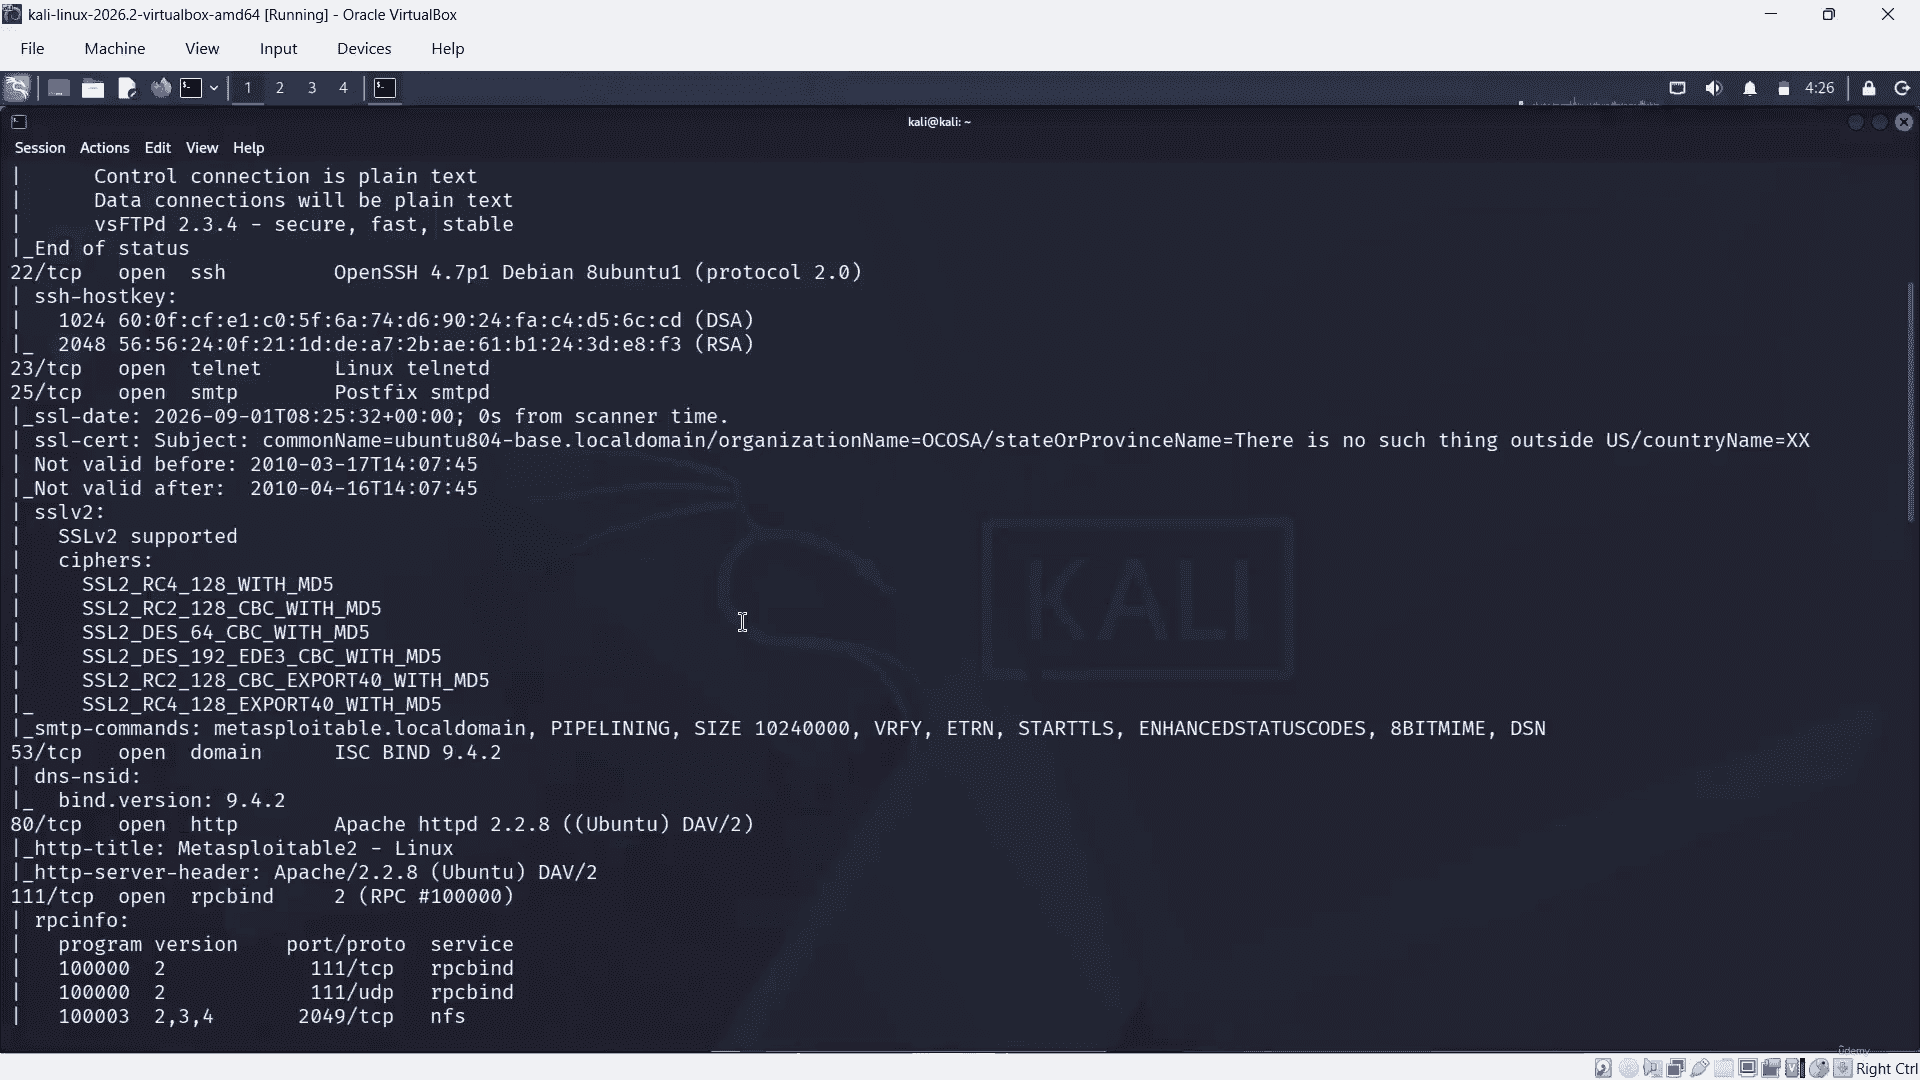 kali-linux-2026.2-virtualbox-amd64 [Running] - Oracle VirtualBox
File Machine View Input Devices Help
1 2 3 4 4:26
kali@kali: ~
Session Actions Edit View Help
|      Control connection is plain text
|      Data connections will be plain text
|      vsFTPd 2.3.4 - secure, fast, stable
|_End of status
22/tcp   open  ssh         OpenSSH 4.7p1 Debian 8ubuntu1 (protocol 2.0)
| ssh-hostkey:
|   1024 60:0f:cf:e1:c0:5f:6a:74:d6:90:24:fa:c4:d5:6c:cd (DSA)
|_  2048 56:56:24:0f:21:1d:de:a7:2b:ae:61:b1:24:3d:e8:f3 (RSA)
23/tcp   open  telnet      Linux telnetd
25/tcp   open  smtp        Postfix smtpd
|_ssl-date: 2026-09-01T08:25:32+00:00; 0s from scanner time.
| ssl-cert: Subject: commonName=ubuntu804-base.localdomain/organizationName=OCOSA/stateOrProvinceName=There is no such thing outside US/countryName=XX
| Not valid before: 2010-03-17T14:07:45
|_Not valid after:  2010-04-16T14:07:45
| sslv2:
|   SSLv2 supported
|   ciphers:
|     SSL2_RC4_128_WITH_MD5
|     SSL2_RC2_128_CBC_WITH_MD5
|     SSL2_DES_64_CBC_WITH_MD5
|     SSL2_DES_192_EDE3_CBC_WITH_MD5
|     SSL2_RC2_128_CBC_EXPORT40_WITH_MD5
|_    SSL2_RC4_128_EXPORT40_WITH_MD5
|_smtp-commands: metasploitable.localdomain, PIPELINING, SIZE 10240000, VRFY, ETRN, STARTTLS, ENHANCEDSTATUSCODES, 8BITMIME, DSN
53/tcp   open  domain      ISC BIND 9.4.2
| dns-nsid:
|_  bind.version: 9.4.2
80/tcp   open  http        Apache httpd 2.2.8 ((Ubuntu) DAV/2)
|_http-title: Metasploitable2 - Linux
|_http-server-header: Apache/2.2.8 (Ubuntu) DAV/2
111/tcp  open  rpcbind     2 (RPC #100000)
| rpcinfo:
|   program version    port/proto  service
|   100000  2            111/tcp   rpcbind
|   100000  2            111/udp   rpcbind
|   100003  2,3,4       2049/tcp   nfs
KALI
udemy
Right Ctrl